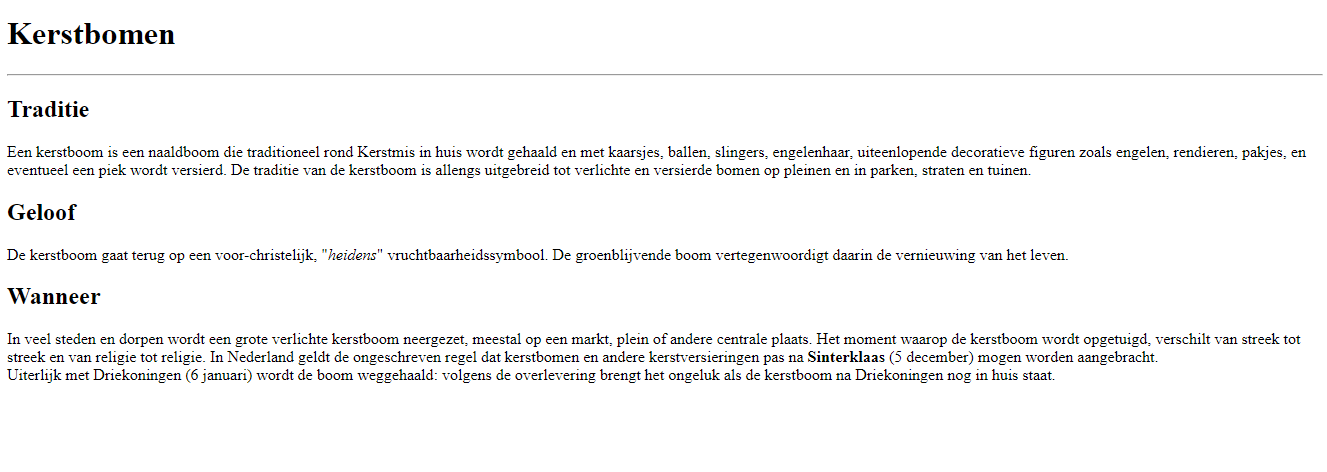 Kerstbomen
Traditie
Een kerstboom is een naaldboom die traditioneel rond Kerstmis in huis wordt gehaald en met kaarsjes, ballen, slingers, engelenhaar, uiteenlopende decoratieve figuren zoals engelen, rendieren, pakjes, en
eventueel een piek wordt versierd. De traditie van de kerstboom is allengs uitgebreid tot verlichte en versierde bomen op pleinen en in parken, straten en tuinen.
Geloof
De kerstboom gaat terug op een voor-christelijk, "heidens" vruchtbaarheidssymbool. De groenblijvende boom vertegenwoordigt daarin de vernieuwing van het leven.
Wanneer
In veel steden en dorpen wordt een grote verlichte kerstboom neergezet, meestal op een markt, plein of andere centrale plaats. Het moment waarop de kerstboom wordt opgetuigd, verschilt van streek tot
streek en van religie tot religie. In Nederland geldt de ongeschreven regel dat kerstbomen en andere kerstversieringen pas na Sinterklaas (5 december) mogen worden aangebracht.
Uiterlijk met Driekoningen (6 januari) wordt de boom weggehaald: volgens de overlevering brengt het ongeluk als de kerstboom na Driekoningen nog in huis staat.